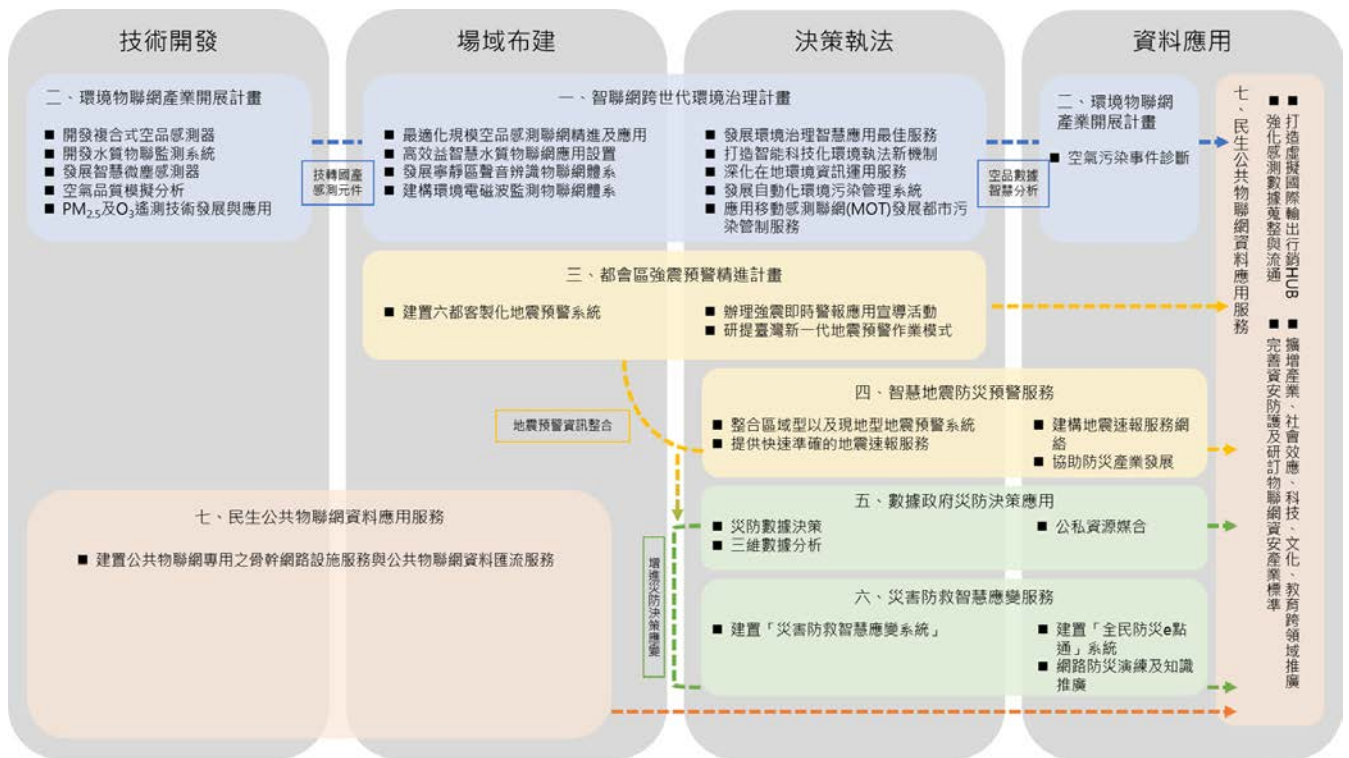 技術開發
場域布建
決策執法
資料應用
二、環境物聯網產業開展計畫
■ 開發複合式空品感測器
■ 開發水質物聯監測系統
■ 發展智慧微塵感測器
■ 空氣品質模擬分析
■ PM2.5及O3遙測技術發展與應用
技轉國產
感測元件
一、智聯網跨世代環境治理計畫
■ 最適化規模空品感測聯網精進及應用
■ 高效益智慧水質物聯網應用設置
■ 發展寧靜區聲音辨識物聯網體系
■ 建構環境電磁波監測物聯網體系
■ 發展環境治理智慧應用最佳服務
■ 打造智能科技化環境執法新機制
■ 深化在地環境資訊運用服務
■ 發展自動化環境污染管理系統
■ 應用移動感測聯網(MOT)發展都市污
染管制服務
空品數據
智慧分析
二、環境物聯網
產業開展計畫
■ 空氣污染事件診斷
三、都會區強震預警精進計畫
■ 建置六都客製化地震預警系統
■ 辦理強震即時警報應用宣導活動
■ 研提臺灣新一代地震預警作業模式
地震預警資訊整合
四、智慧地震防災預警服務
■ 整合區域型以及現地型地震預警系統
■ 提供快速準確的地震速報服務
■ 建構地震速報服務網
絡
■ 協助防災產業發展
五、數據政府災防決策應用
■ 災防數據決策
■ 三維數據分析
■ 公私資源媒合
增進災防決策應變
六、災害防救智慧應變服務
■ 建置「災害防救智慧應變系統」
■ 建置「全民防災e點
通」系統
■ 網路防災演練及知識
推廣
七、民生公共物聯網資料應用服務
■ 建置公共物聯網專用之骨幹網路設施服務與公共物聯網資料匯流服務
七、民生公共物聯網資料應用服務
■ 打造虛擬國際輸出行銷HUB
■ 強化感測數據蒐整與流通
■ 擴增產業、社會效應、科技、文化、教育跨領域推廣
■ 完善資安防護及研訂物聯網資安產業標準